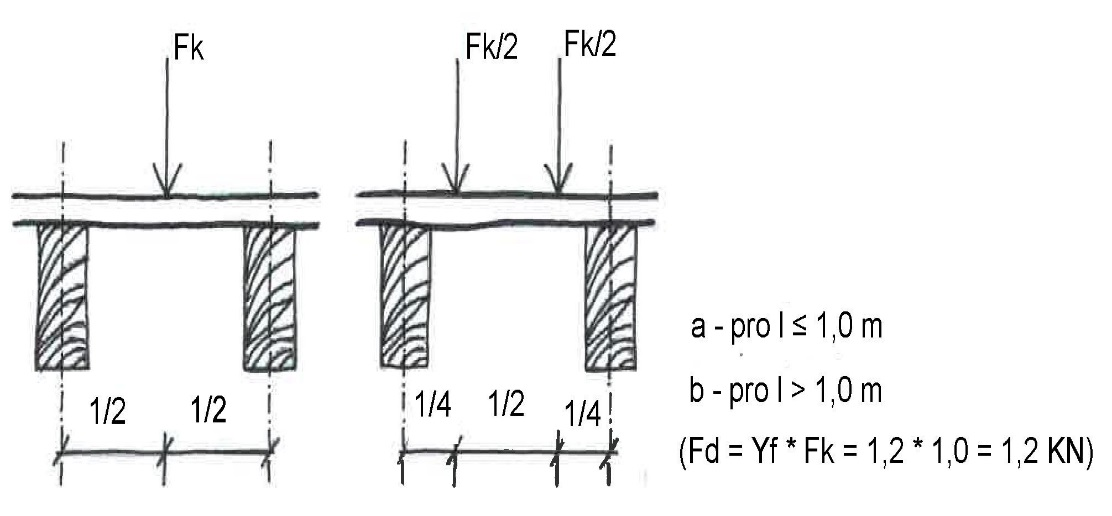 Fk
Fk/2
Fk/2
1/2
1/2
1/4
1/2
1/4
a - pro l ≤ 1,0 m
b - pro l > 1,0 m
(Fd = Yf * Fk = 1,2 * 1,0 = 1,2 KN)